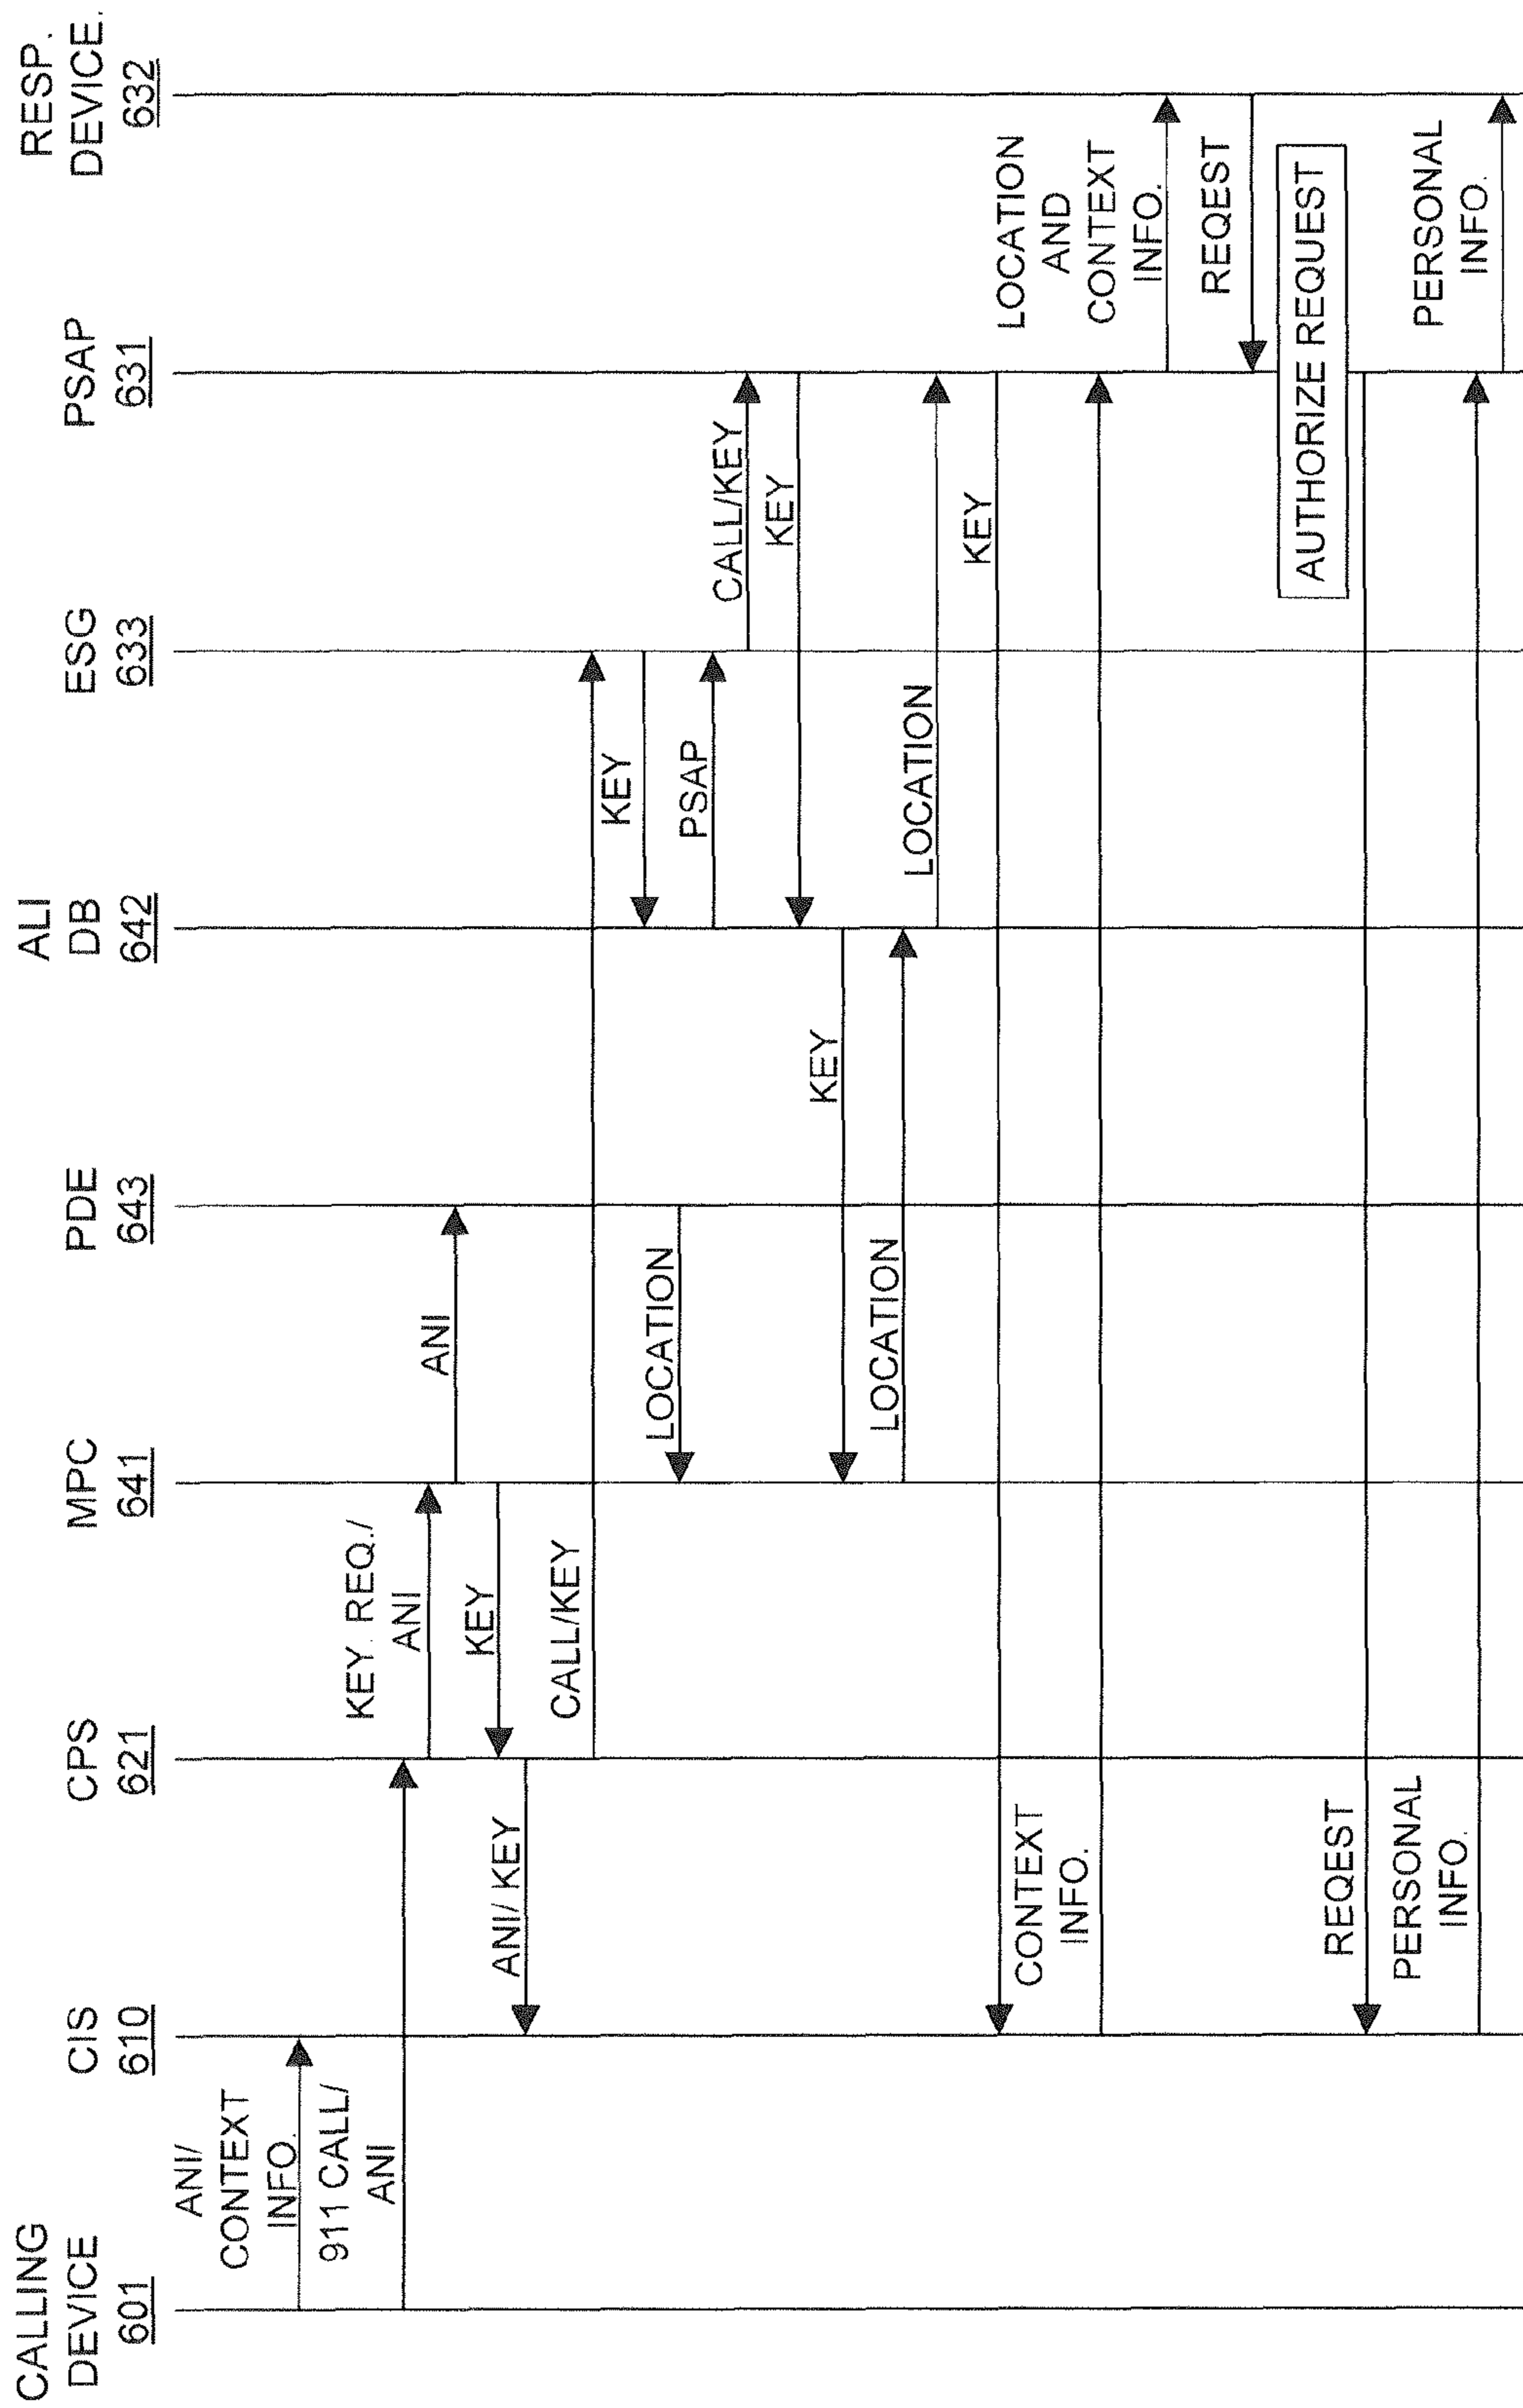 CALLING
DEVICE
601
CIS
610
CPS
621
MPC
641
PDE
643
ALI
DB
642
ESG
633
PSAP
631
RESP.
DEVICE.
632
ANI/
CONTEXT
INFO.
911 CALL/
ANI
KEY. REQ./
ANI
ANI
KEY
ANI/ KEY
CALL/KEY
KEY
LOCATION
PSAP
CALL/KEY
KEY
KEY
LOCATION
LOCATION
KEY
CONTEXT
INFO.
LOCATION
AND
CONTEXT
INFO.
REQEST
AUTHORIZE REQUEST
REQEST
PERSONAL
INFO.
PERSONAL
INFO.